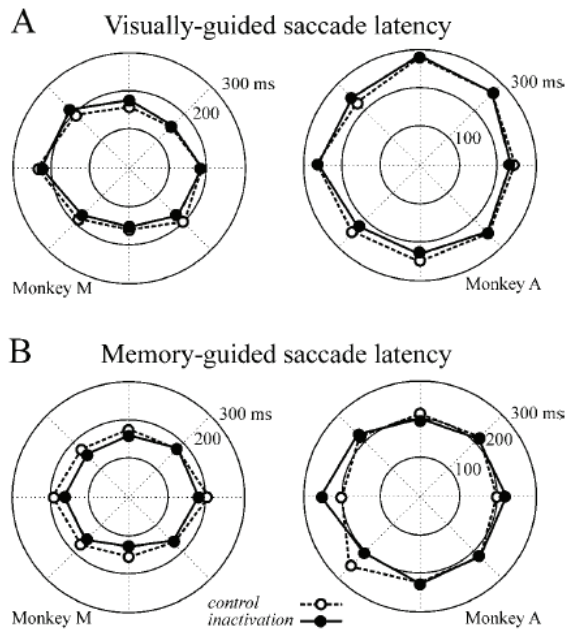 A Visually-guided saccade latency
300 ms
200
300 ms
100
Monkey M
Monkey A
B Memory-guided saccade latency
300 ms
200
300 ms
200
100
Monkey M
control
inactivation
Monkey A